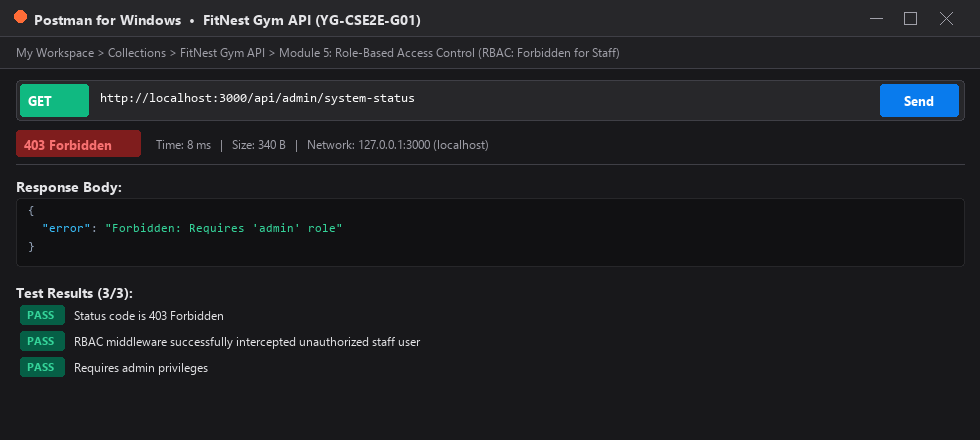 Postman for Windows • FitNest Gym API (YG-CSE2E-G01)
My Workspace > Collections > FitNest Gym API > Module 5: Role-Based Access Control (RBAC: Forbidden for Staff)
GET http://localhost:3000/api/admin/system-status Send
403 Forbidden Time: 8 ms | Size: 340 B | Network: 127.0.0.1:3000 (localhost)
Response Body:
{
"error": "Forbidden: Requires 'admin' role"
}
Test Results (3/3):
PASS Status code is 403 Forbidden
PASS RBAC middleware successfully intercepted unauthorized staff user
PASS Requires admin privileges